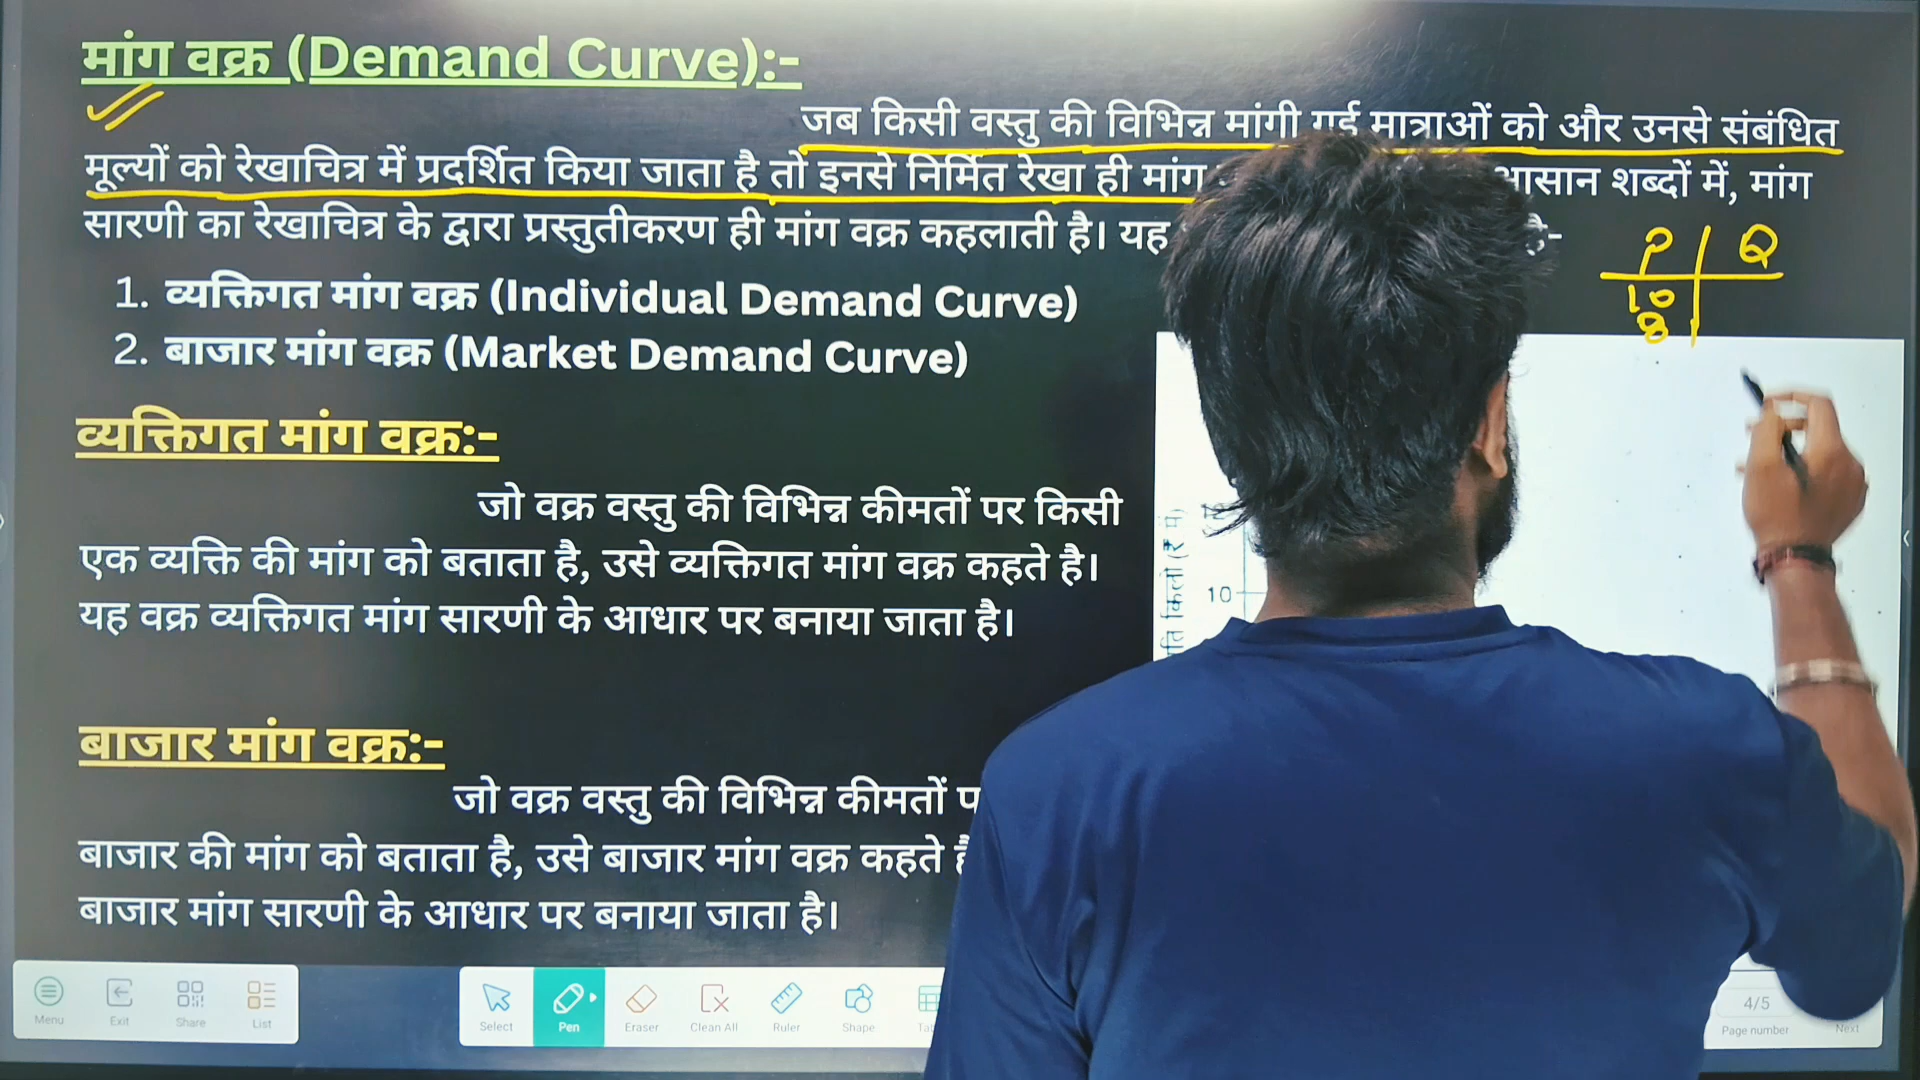 मांग वक्र (Demand Curve):-
जब किसी वस्तु की विभिन्न मांगी गई मात्राओं को और उनसे संबंधित
मूल्यों को रेखाचित्र में प्रदर्शित किया जाता है तो इनसे निर्मित रेखा ही मांग आसान शब्दों में, मांग
सारणी का रेखाचित्र के द्वारा प्रस्तुतीकरण ही मांग वक्र कहलाती है। यह
P Q
10
8
1. व्यक्तिगत मांग वक्र (Individual Demand Curve)
2. बाजार मांग वक्र (Market Demand Curve)
व्यक्तिगत मांग वक्र:-
जो वक्र वस्तु की विभिन्न कीमतों पर किसी
एक व्यक्ति की मांग को बताता है, उसे व्यक्तिगत मांग वक्र कहते है।
यह वक्र व्यक्तिगत मांग सारणी के आधार पर बनाया जाता है।
प्रति किलो (₹ में)
10
बाजार मांग वक्र:-
जो वक्र वस्तु की विभिन्न कीमतों
बाजार की मांग को बताता है, उसे बाजार मांग वक्र कहते
बाजार मांग सारणी के आधार पर बनाया जाता है।
Menu Exit Share List Select Pen Eraser Clean All Ruler Shape
4/5
Page number Next